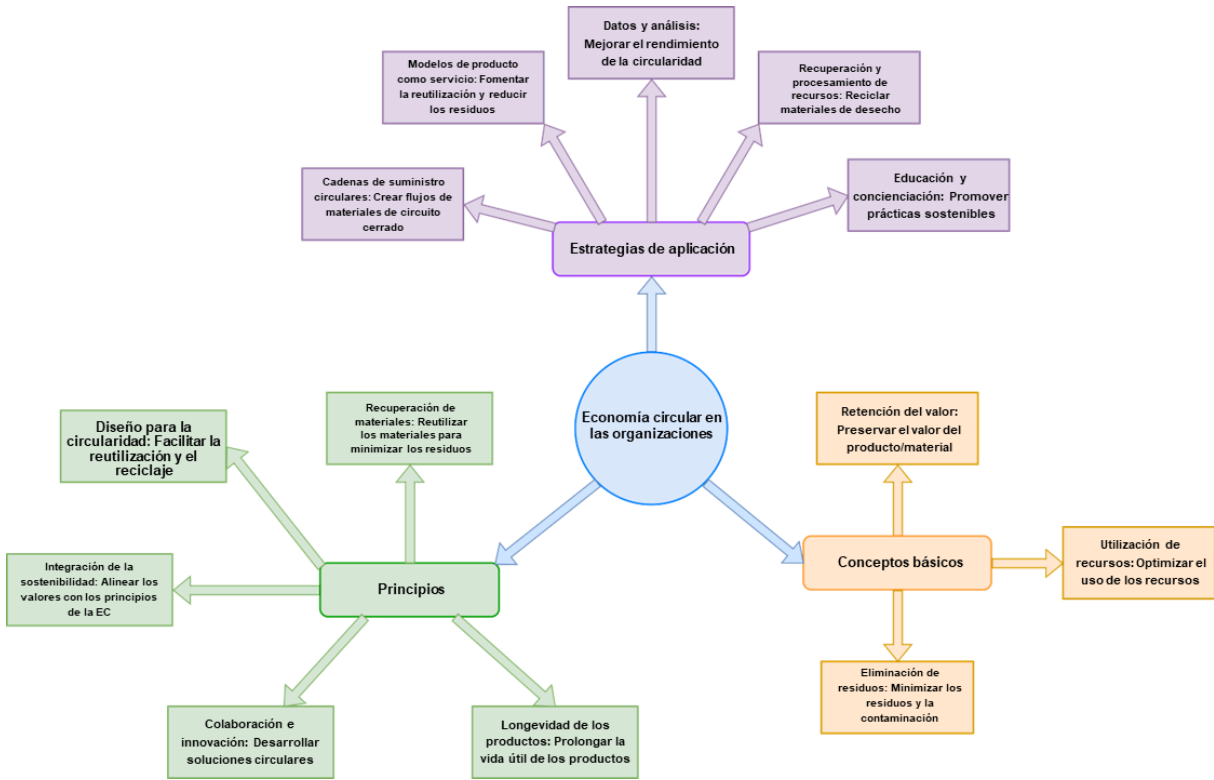 Datos y análisis:
Mejorar el rendimiento
de la circularidad
Modelos de producto
como servicio: Fomentar
la reutilización y reducir
los residuos
Recuperación y
procesamiento de
recursos: Reciclar
materiales de desecho
Cadenas de suministro
circulares: Crear flujos de
materiales de circuito
cerrado
Educación y
concienciación: Promover
prácticas sostenibles
Estrategias de aplicación
Economía circular en
las organizaciones
Recuperación de
materiales: Reutilizar
los materiales para
minimizar los residuos
Diseño para la
circularidad: Facilitar la
reutilización y el
reciclaje
Integración de la
sostenibilidad: Alinear los
valores con los principios
de la EC
Principios
Colaboración e
innovación: Desarrollar
soluciones circulares
Longevidad de los
productos: Prolongar la
vida útil de los productos
Retención del valor:
Preservar el valor del
producto/material
Conceptos básicos
Utilización de
recursos: Optimizar el
uso de los recursos
Eliminación de
residuos: Minimizar los
residuos y la
contaminación